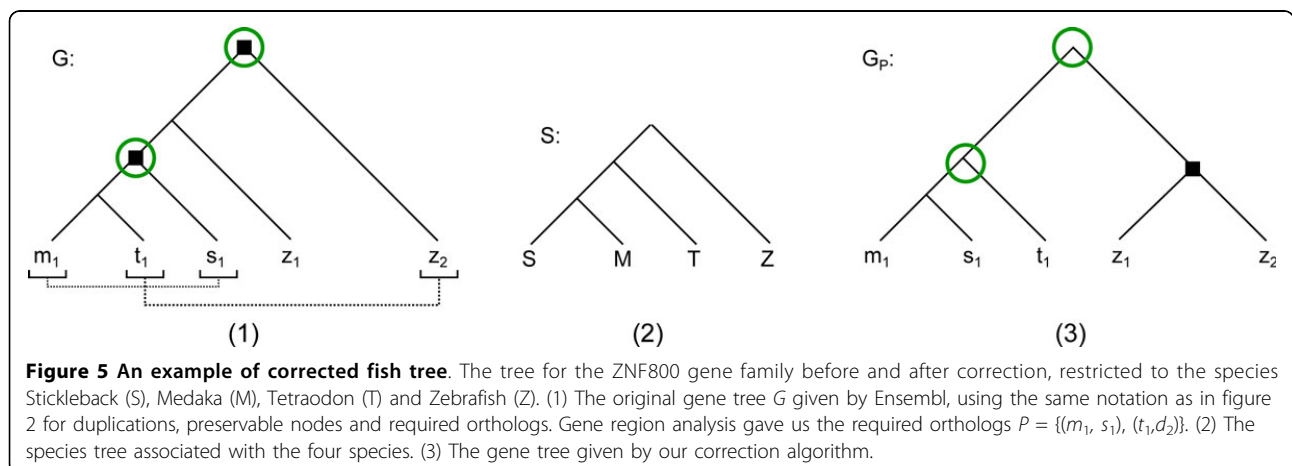 G:
S:
G_P:
m₁ t₁ s₁ z₁ z₂
S M T Z
m₁ s₁ t₁ z₁ z₂
(1) (2) (3)
Figure 5 An example of corrected fish tree. The tree for the ZNF800 gene family before and after correction, restricted to the species
Stickleback (S), Medaka (M), Tetraodon (T) and Zebrafish (Z). (1) The original gene tree G given by Ensembl, using the same notation as in figure
2 for duplications, preservable nodes and required orthologs. Gene region analysis gave us the required orthologs P = {(m₁, s₁), (t₁,d₂)}. (2) The
species tree associated with the four species. (3) The gene tree given by our correction algorithm.